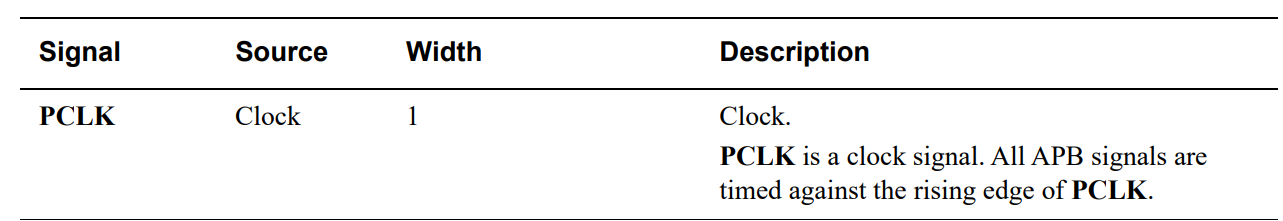 Signal Source Width Description
PCLK Clock 1 Clock.
PCLK is a clock signal. All APB signals are
timed against the rising edge of PCLK.